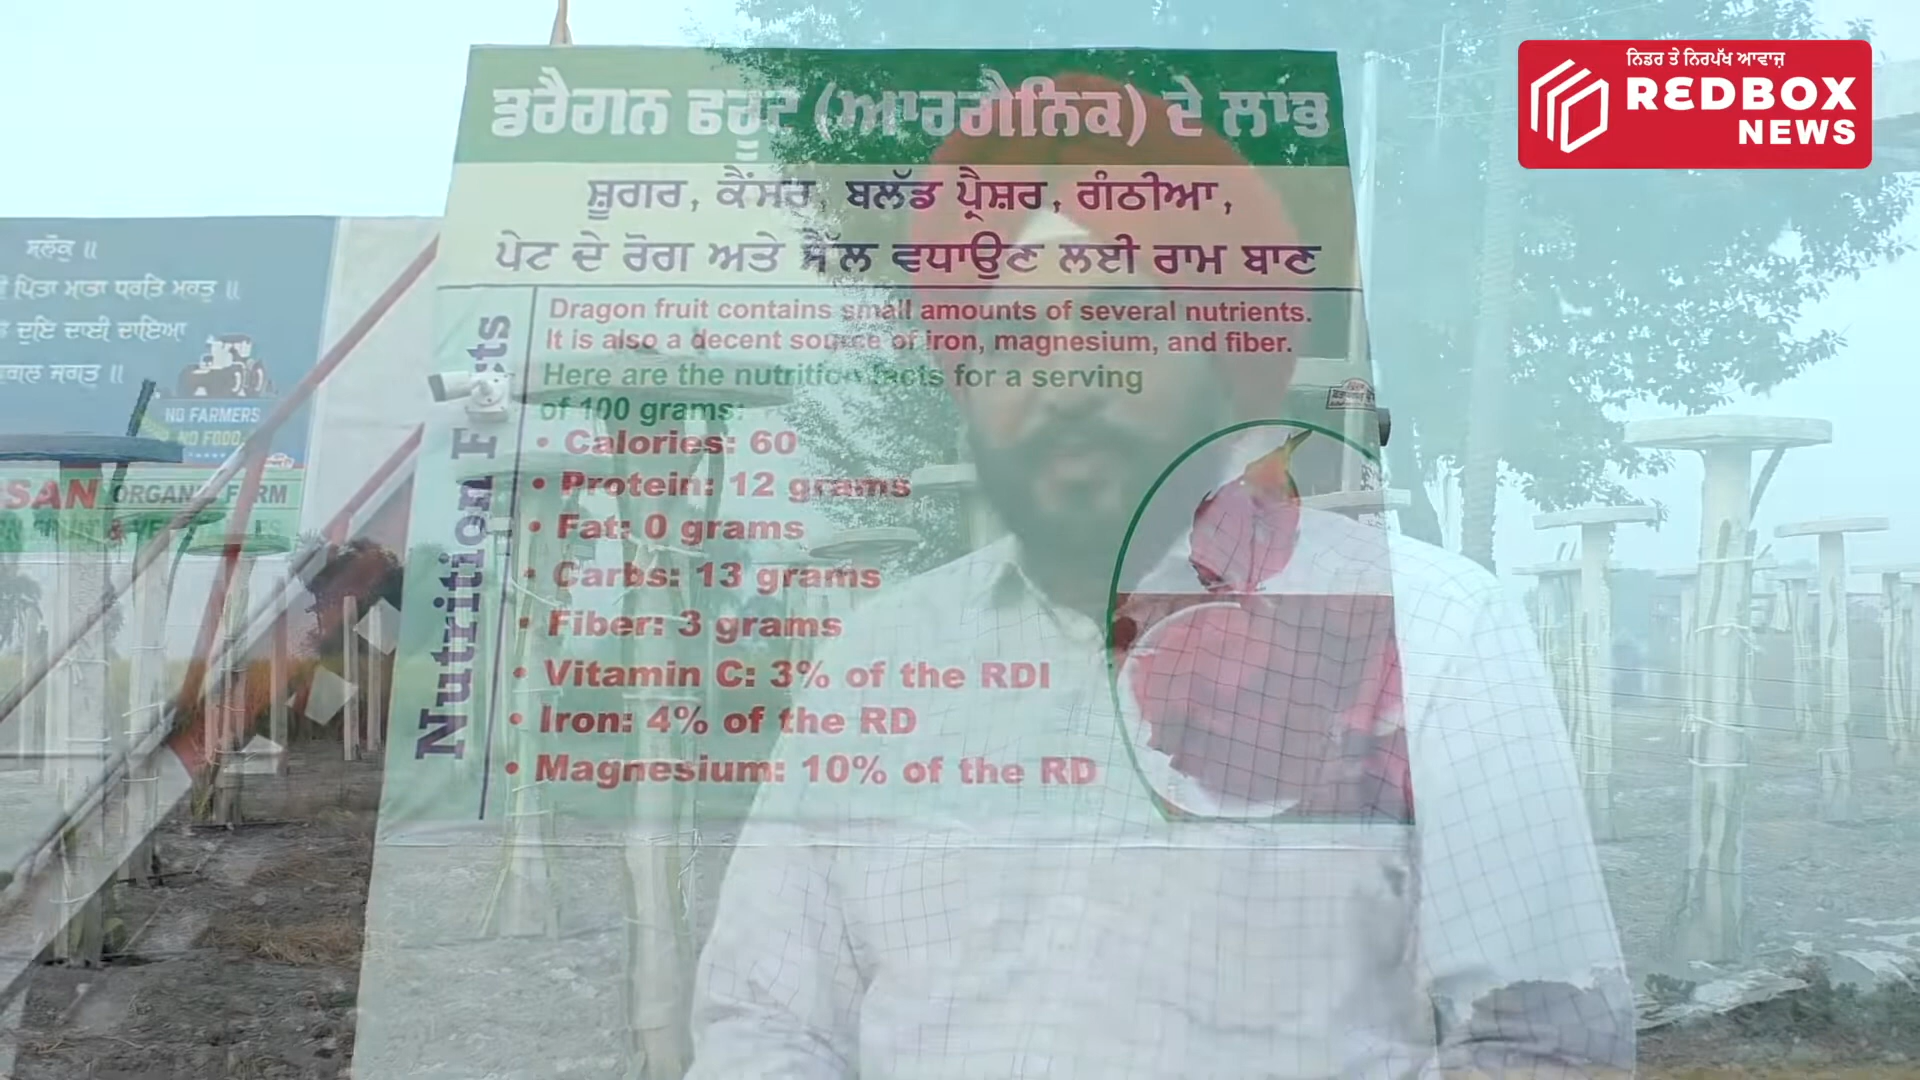 ਨਿਡਰ ਤੇ ਨਿਰਪੱਖ ਆਵਾਜ਼
REDBOX
NEWS
ਡਰੈਗਨ ਫਰੂਟ (ਆਰਗੈਨਿਕ) ਦੇ ਲਾਭ
ਸ਼ੂਗਰ, ਕੈਂਸਰ, ਬਲੱਡ ਪ੍ਰੈਸ਼ਰ, ਗੰਠੀਆ,
ਪੇਟ ਦੇ ਰੋਗ ਅਤੇ ਸੈੱਲ ਵਧਾਉਣ ਲਈ ਰਾਮ ਬਾਣ
Nutrition Facts
Dragon fruit contains small amounts of several nutrients.
It is also a decent source of iron, magnesium, and fiber.
Here are the nutrition facts for a serving
of 100 grams:
• Calories: 60
• Protein: 12 grams
• Fat: 0 grams
• Carbs: 13 grams
• Fiber: 3 grams
• Vitamin C: 3% of the RDI
• Iron: 4% of the RD
• Magnesium: 10% of the RD
ਸਲੋਕੁ ॥
ਪਿਤਾ ਮਾਤਾ ਧਰਤਿ ਮਹਤੁ ॥
ਦੁਇ ਦਾਈ ਦਾਇਆ
ਜਗਤੁ ॥
NO FARMERS
NO FOOD
SAN ORGANIC FARM